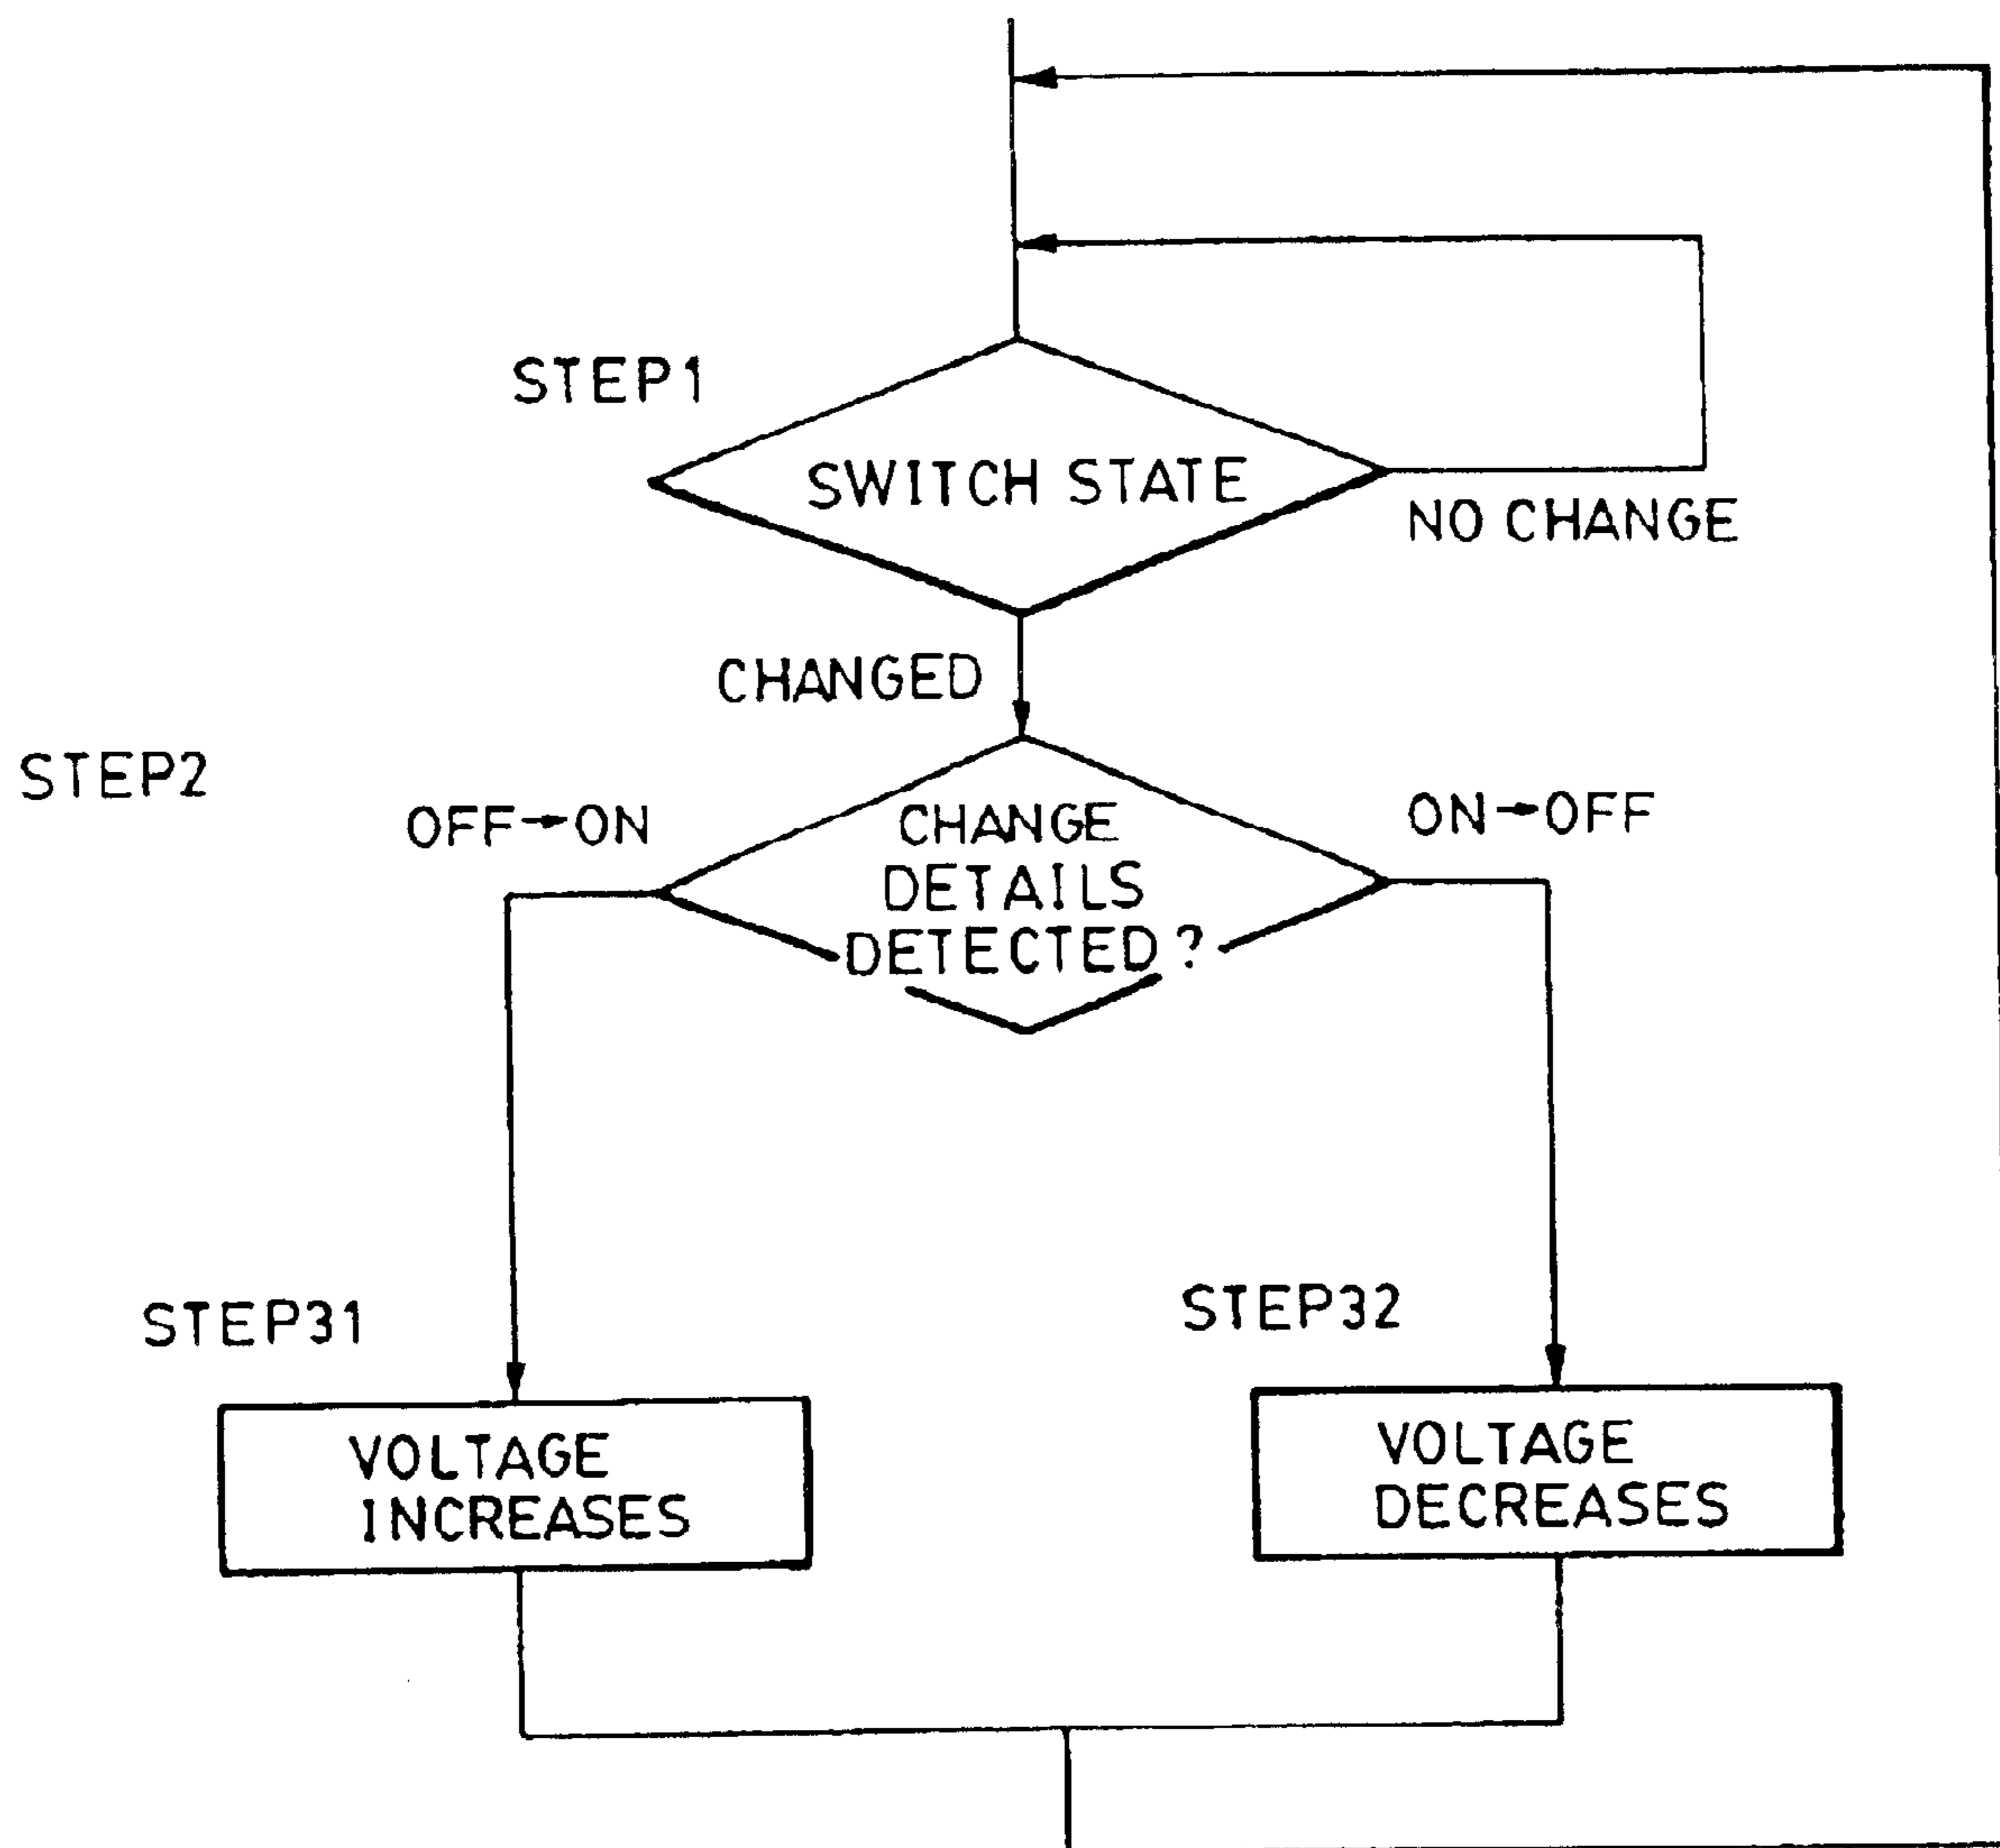 STEP1
SWITCH STATE
NO CHANGE
CHANGED
STEP2
OFF→ON
CHANGE
DETAILS
DETECTED?
ON→OFF
STEP31
STEP32
VOLTAGE
INCREASES
VOLTAGE
DECREASES